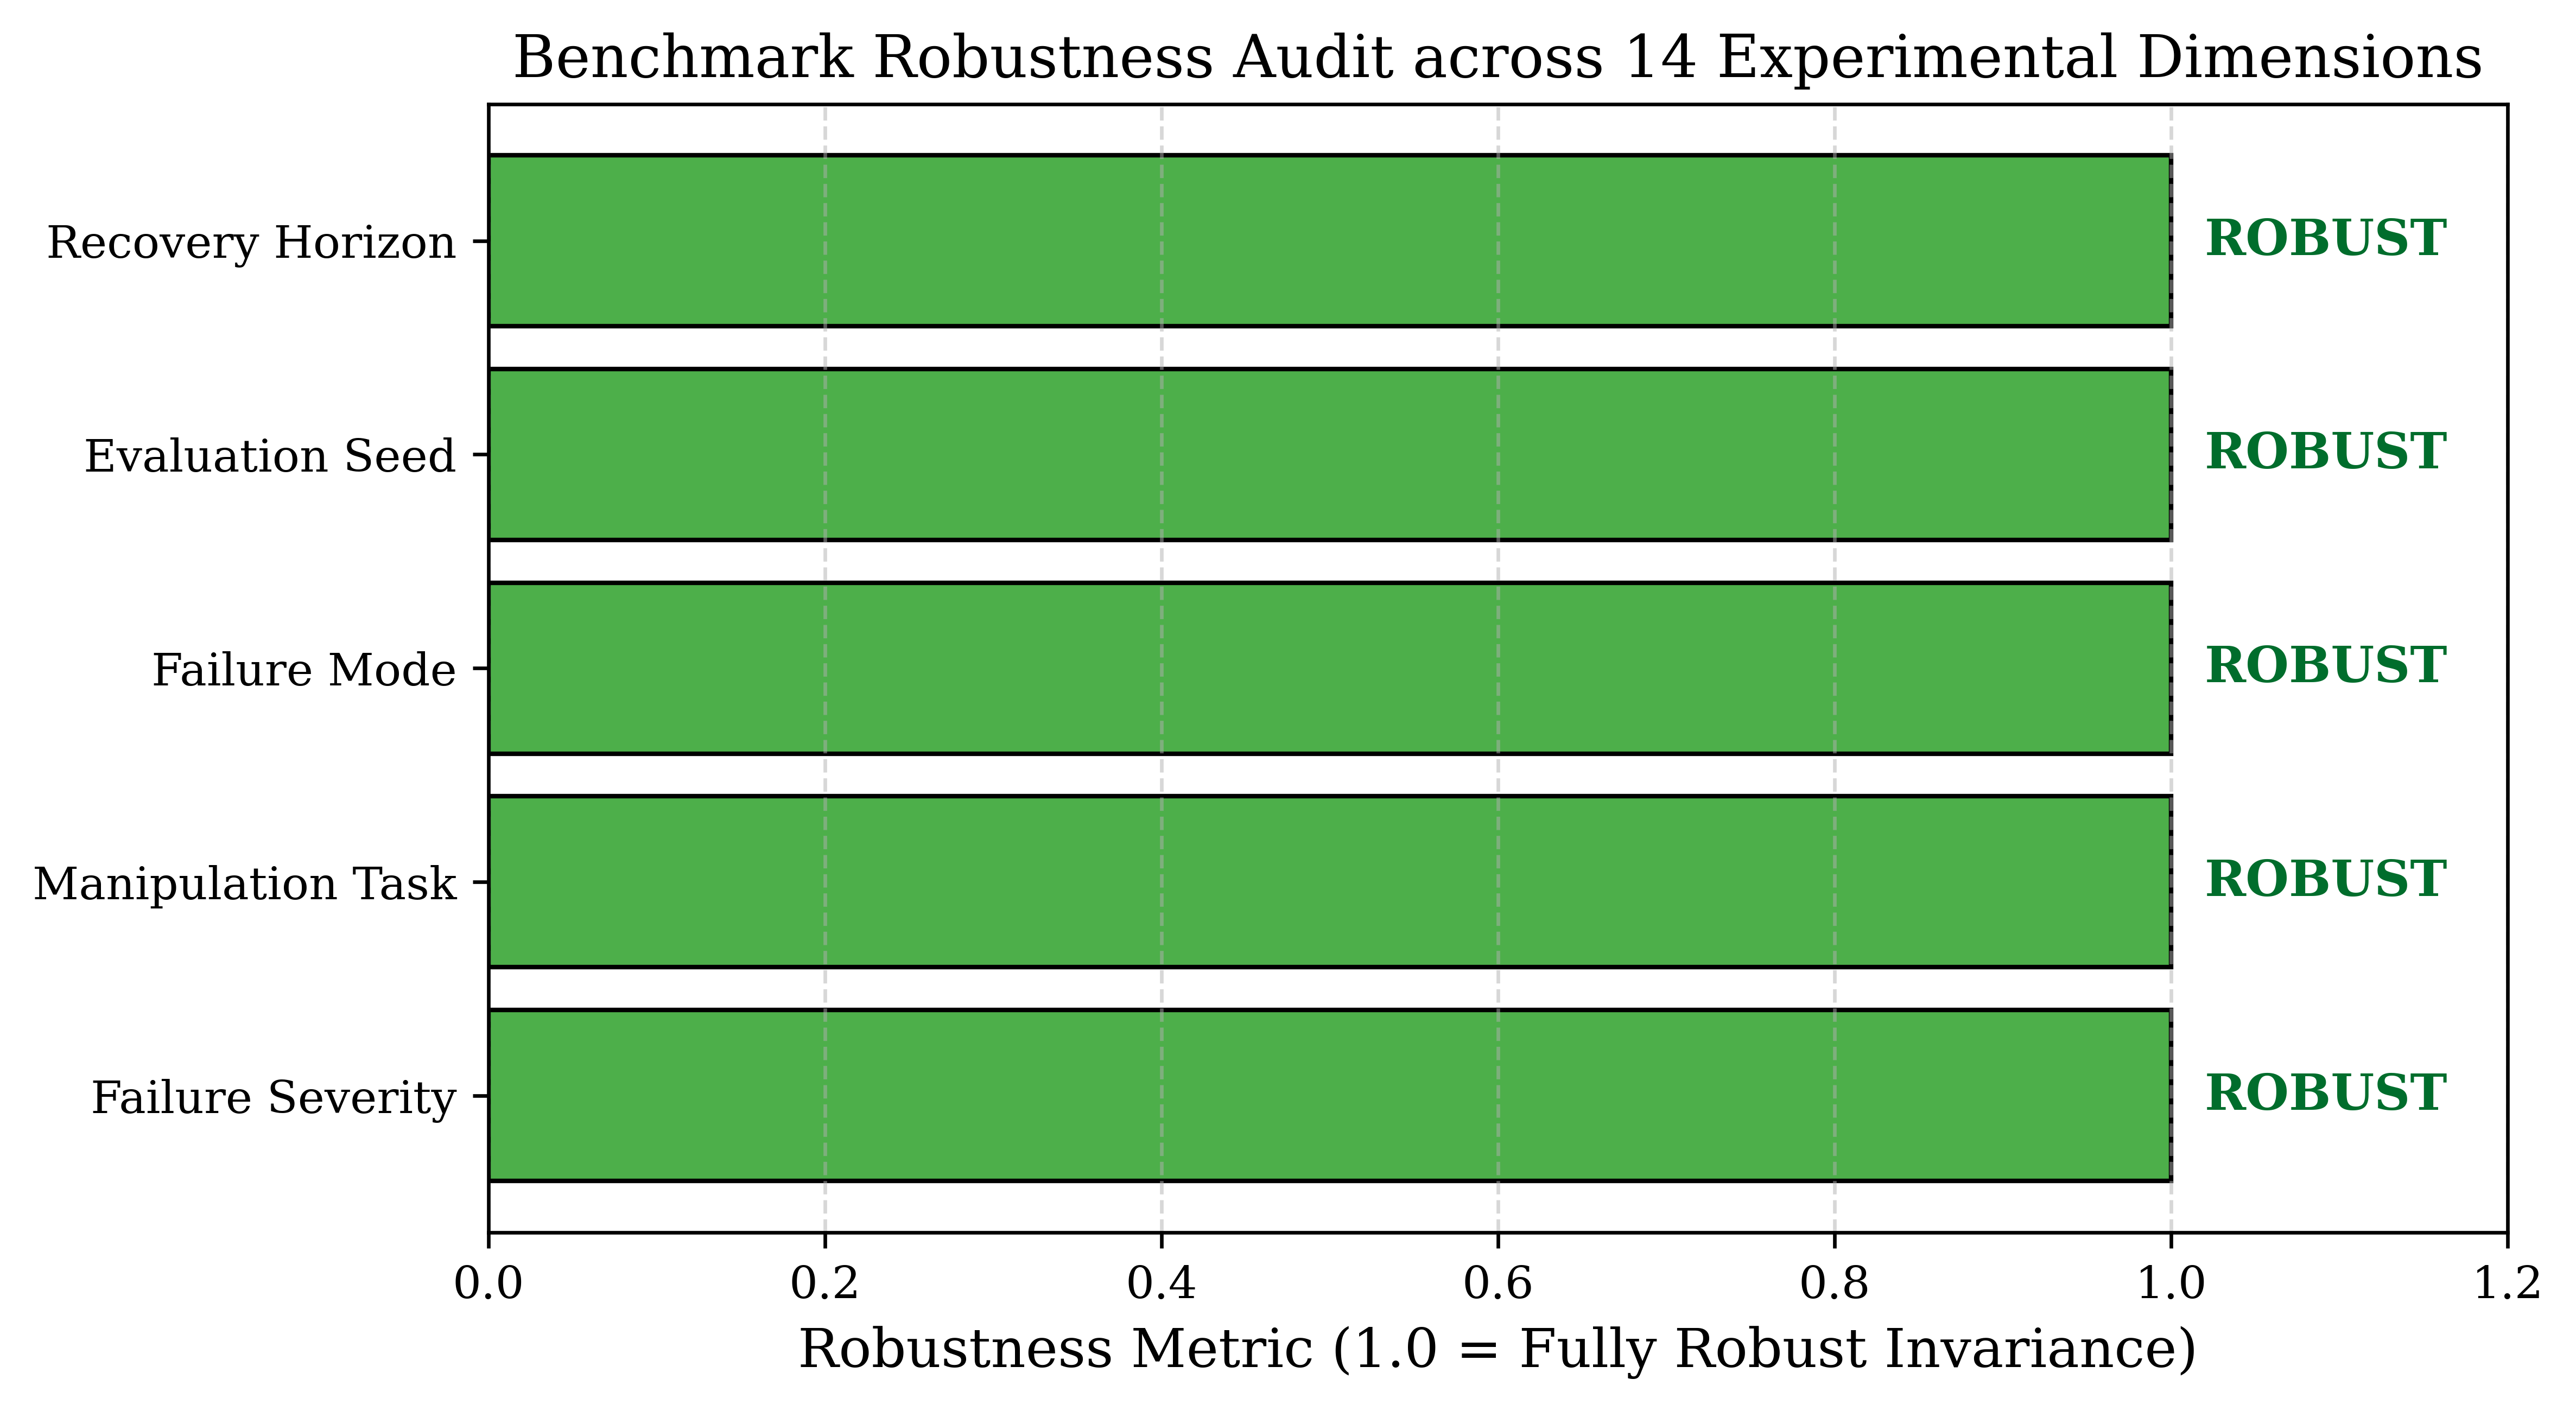 Benchmark Robustness Audit across 14 Experimental Dimensions
Recovery Horizon
ROBUST
Evaluation Seed
ROBUST
Failure Mode
ROBUST
Manipulation Task
ROBUST
Failure Severity
ROBUST
0.0 0.2 0.4 0.6 0.8 1.0 1.2
Robustness Metric (1.0 = Fully Robust Invariance)